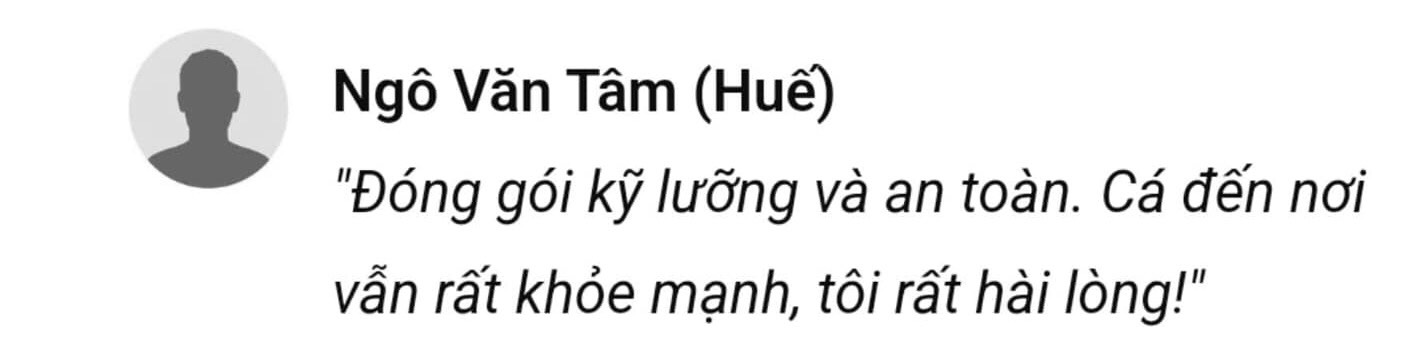 Ngô Văn Tâm (Huế)
"Đóng gói kỹ lưỡng và an toàn. Cá đến nơi
vẫn rất khỏe mạnh, tôi rất hài lòng!"